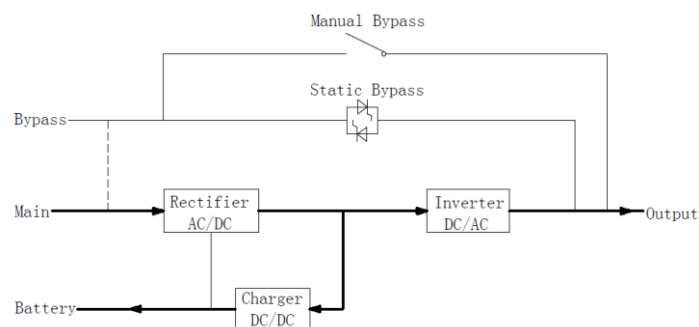 Manual Bypass
Static Bypass
Bypass
Main
Rectifier
AC/DC
Inverter
DC/AC
Output
Battery
Charger
DC/DC